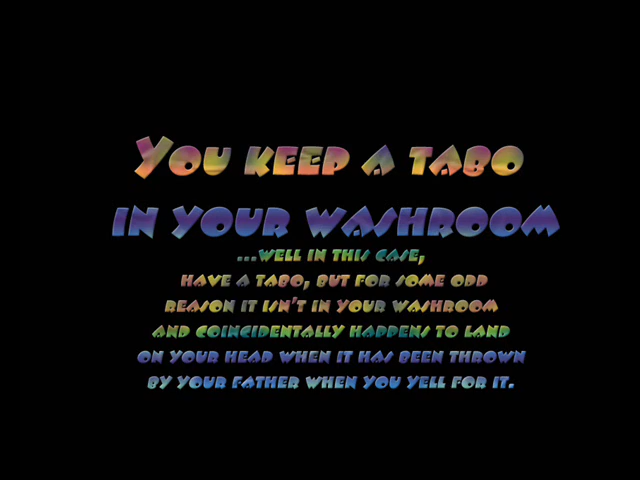 You keep a tabo
in your washroom
...well in this case,
have a tabo, but for some odd
reason it isn't in your washroom
and coincidentally happens to land
on your head when it has been thrown
by your father when you yell for it.